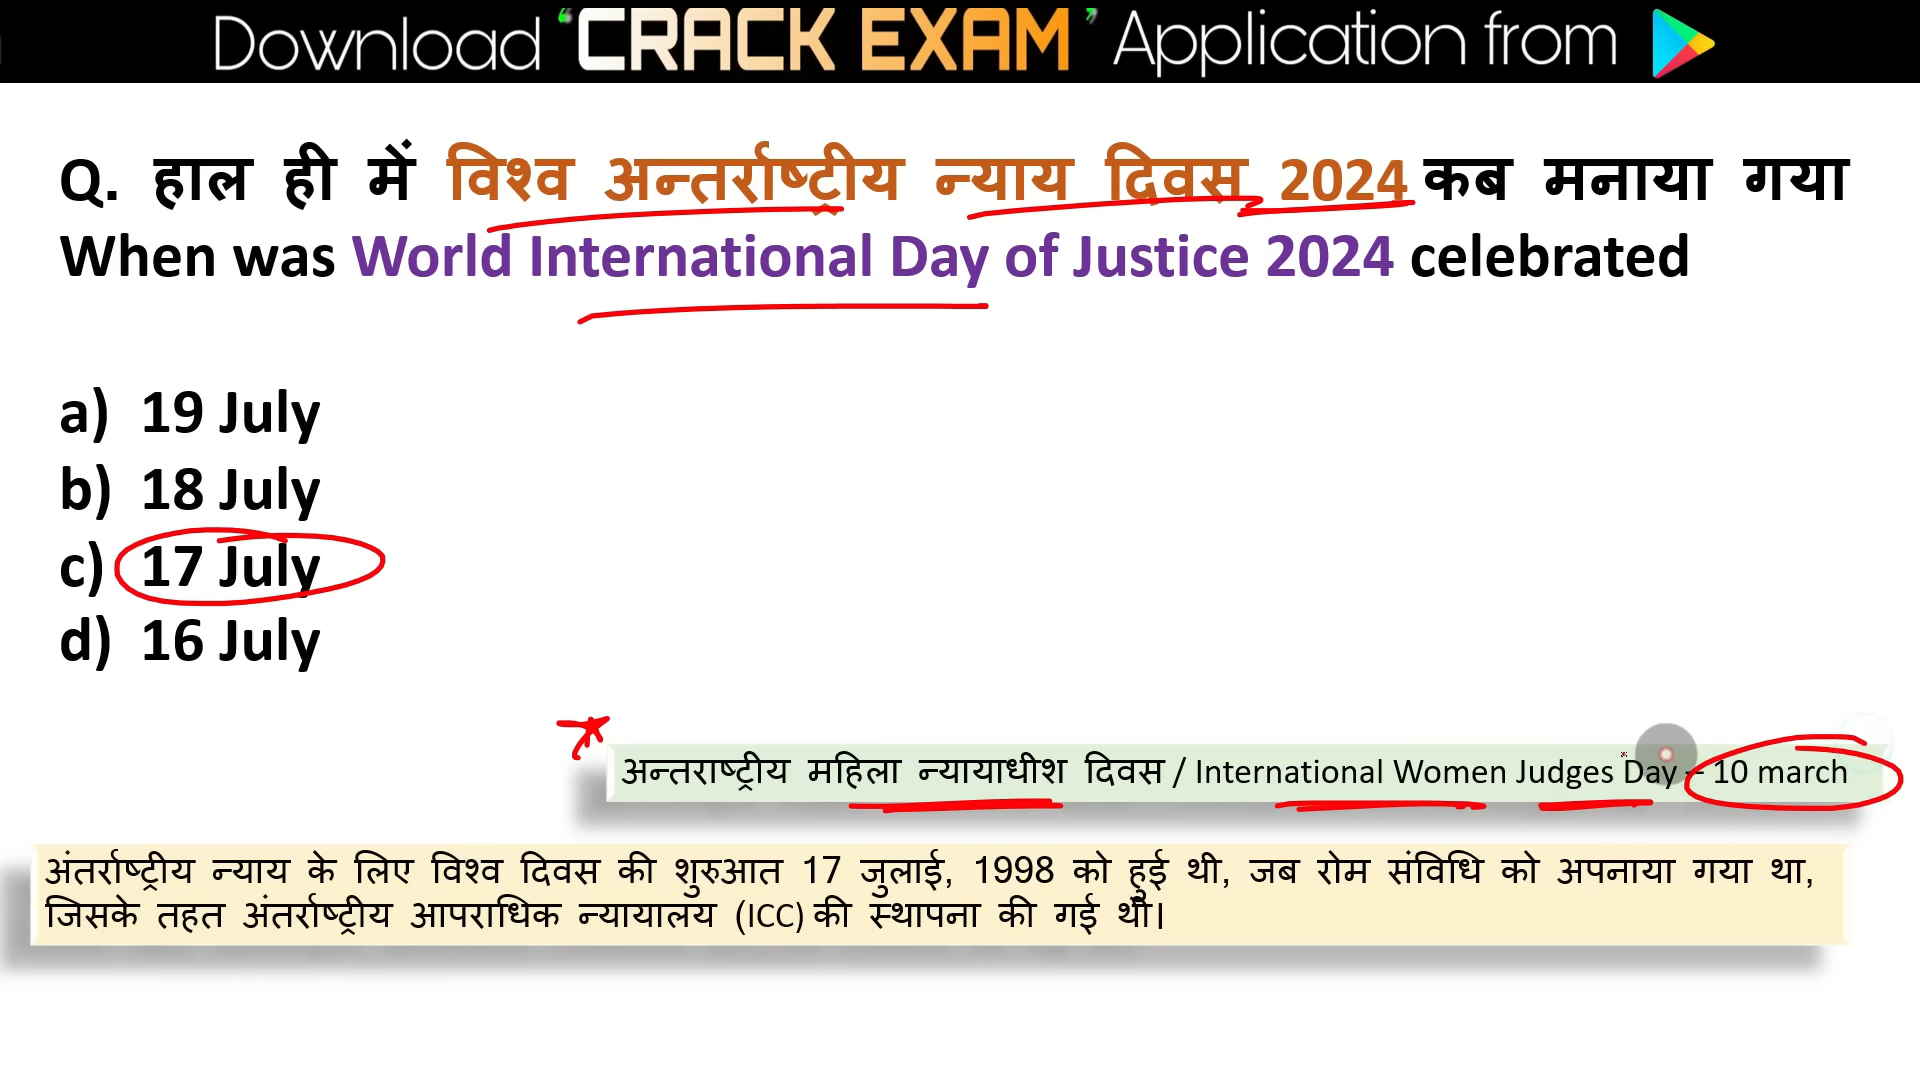 Download ‘CRACK EXAM’ Application from
Q. हाल ही में विश्व अन्तर्राष्ट्रीय न्याय दिवस 2024 कब मनाया गया
When was World International Day of Justice 2024 celebrated
a) 19 July
b) 18 July
c) 17 July
d) 16 July
अन्तराष्ट्रीय महिला न्यायाधीश दिवस / International Women Judges Day – 10 march
अंतर्राष्ट्रीय न्याय के लिए विश्व दिवस की शुरुआत 17 जुलाई, 1998 को हुई थी, जब रोम संविधि को अपनाया गया था,
जिसके तहत अंतर्राष्ट्रीय आपराधिक न्यायालय (ICC) की स्थापना की गई थी।